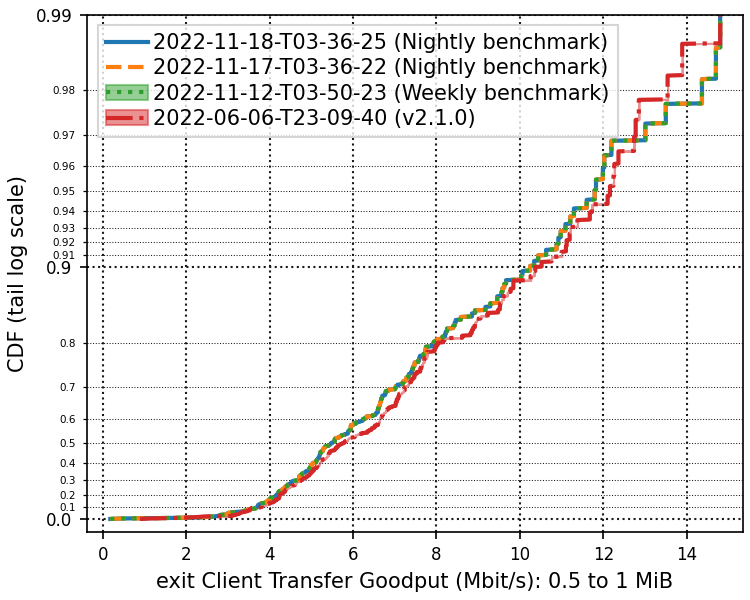 0.99
0.98
0.97
0.96
0.95
0.94
0.93
0.92
0.91
0.9
0.8
0.7
0.6
0.5
0.4
0.3
0.2
0.1
0.0
CDF (tail log scale)
2022-11-18-T03-36-25 (Nightly benchmark)
2022-11-17-T03-36-22 (Nightly benchmark)
2022-11-12-T03-50-23 (Weekly benchmark)
2022-06-06-T23-09-40 (v2.1.0)
0 2 4 6 8 10 12 14
exit Client Transfer Goodput (Mbit/s): 0.5 to 1 MiB